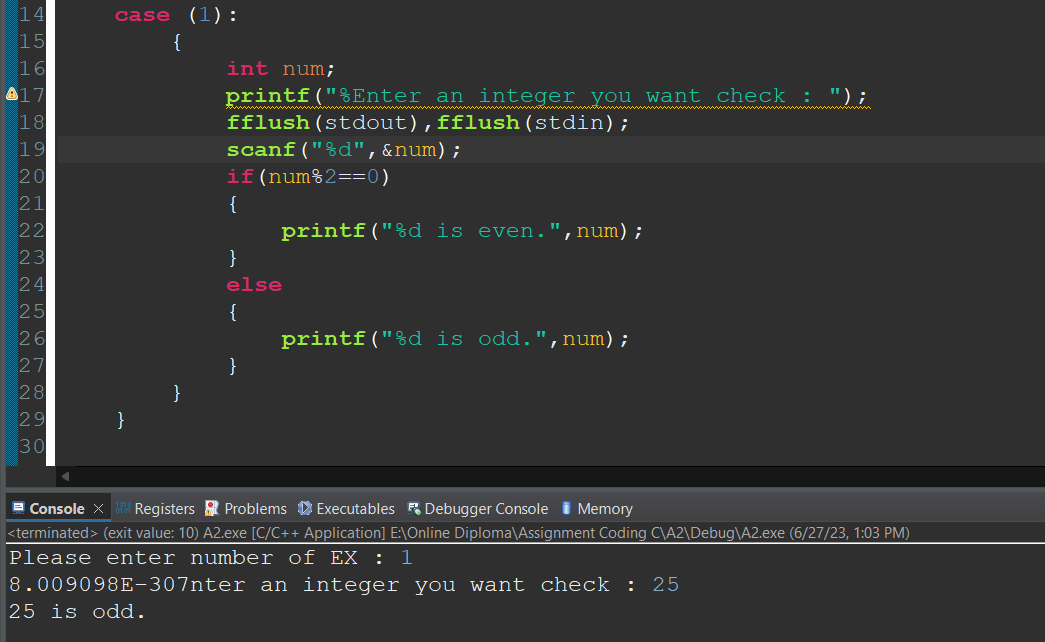 14 case (1):
15 {
16 int num;
17 printf("%Enter an integer you want check : ");
18 fflush(stdout),fflush(stdin);
19 scanf("%d",&num);
20 if(num%2==0)
21 {
22 printf("%d is even.",num);
23 }
24 else
25 {
26 printf("%d is odd.",num);
27 }
28 }
29 }
30
Console Registers Problems Executables Debugger Console Memory
<terminated> (exit value: 10) A2.exe [C/C++ Application] E:\Online Diploma\Assignment Coding C\A2\Debug\A2.exe (6/27/23, 1:03 PM)
Please enter number of EX : 1
8.009098E-307nter an integer you want check : 25
25 is odd.